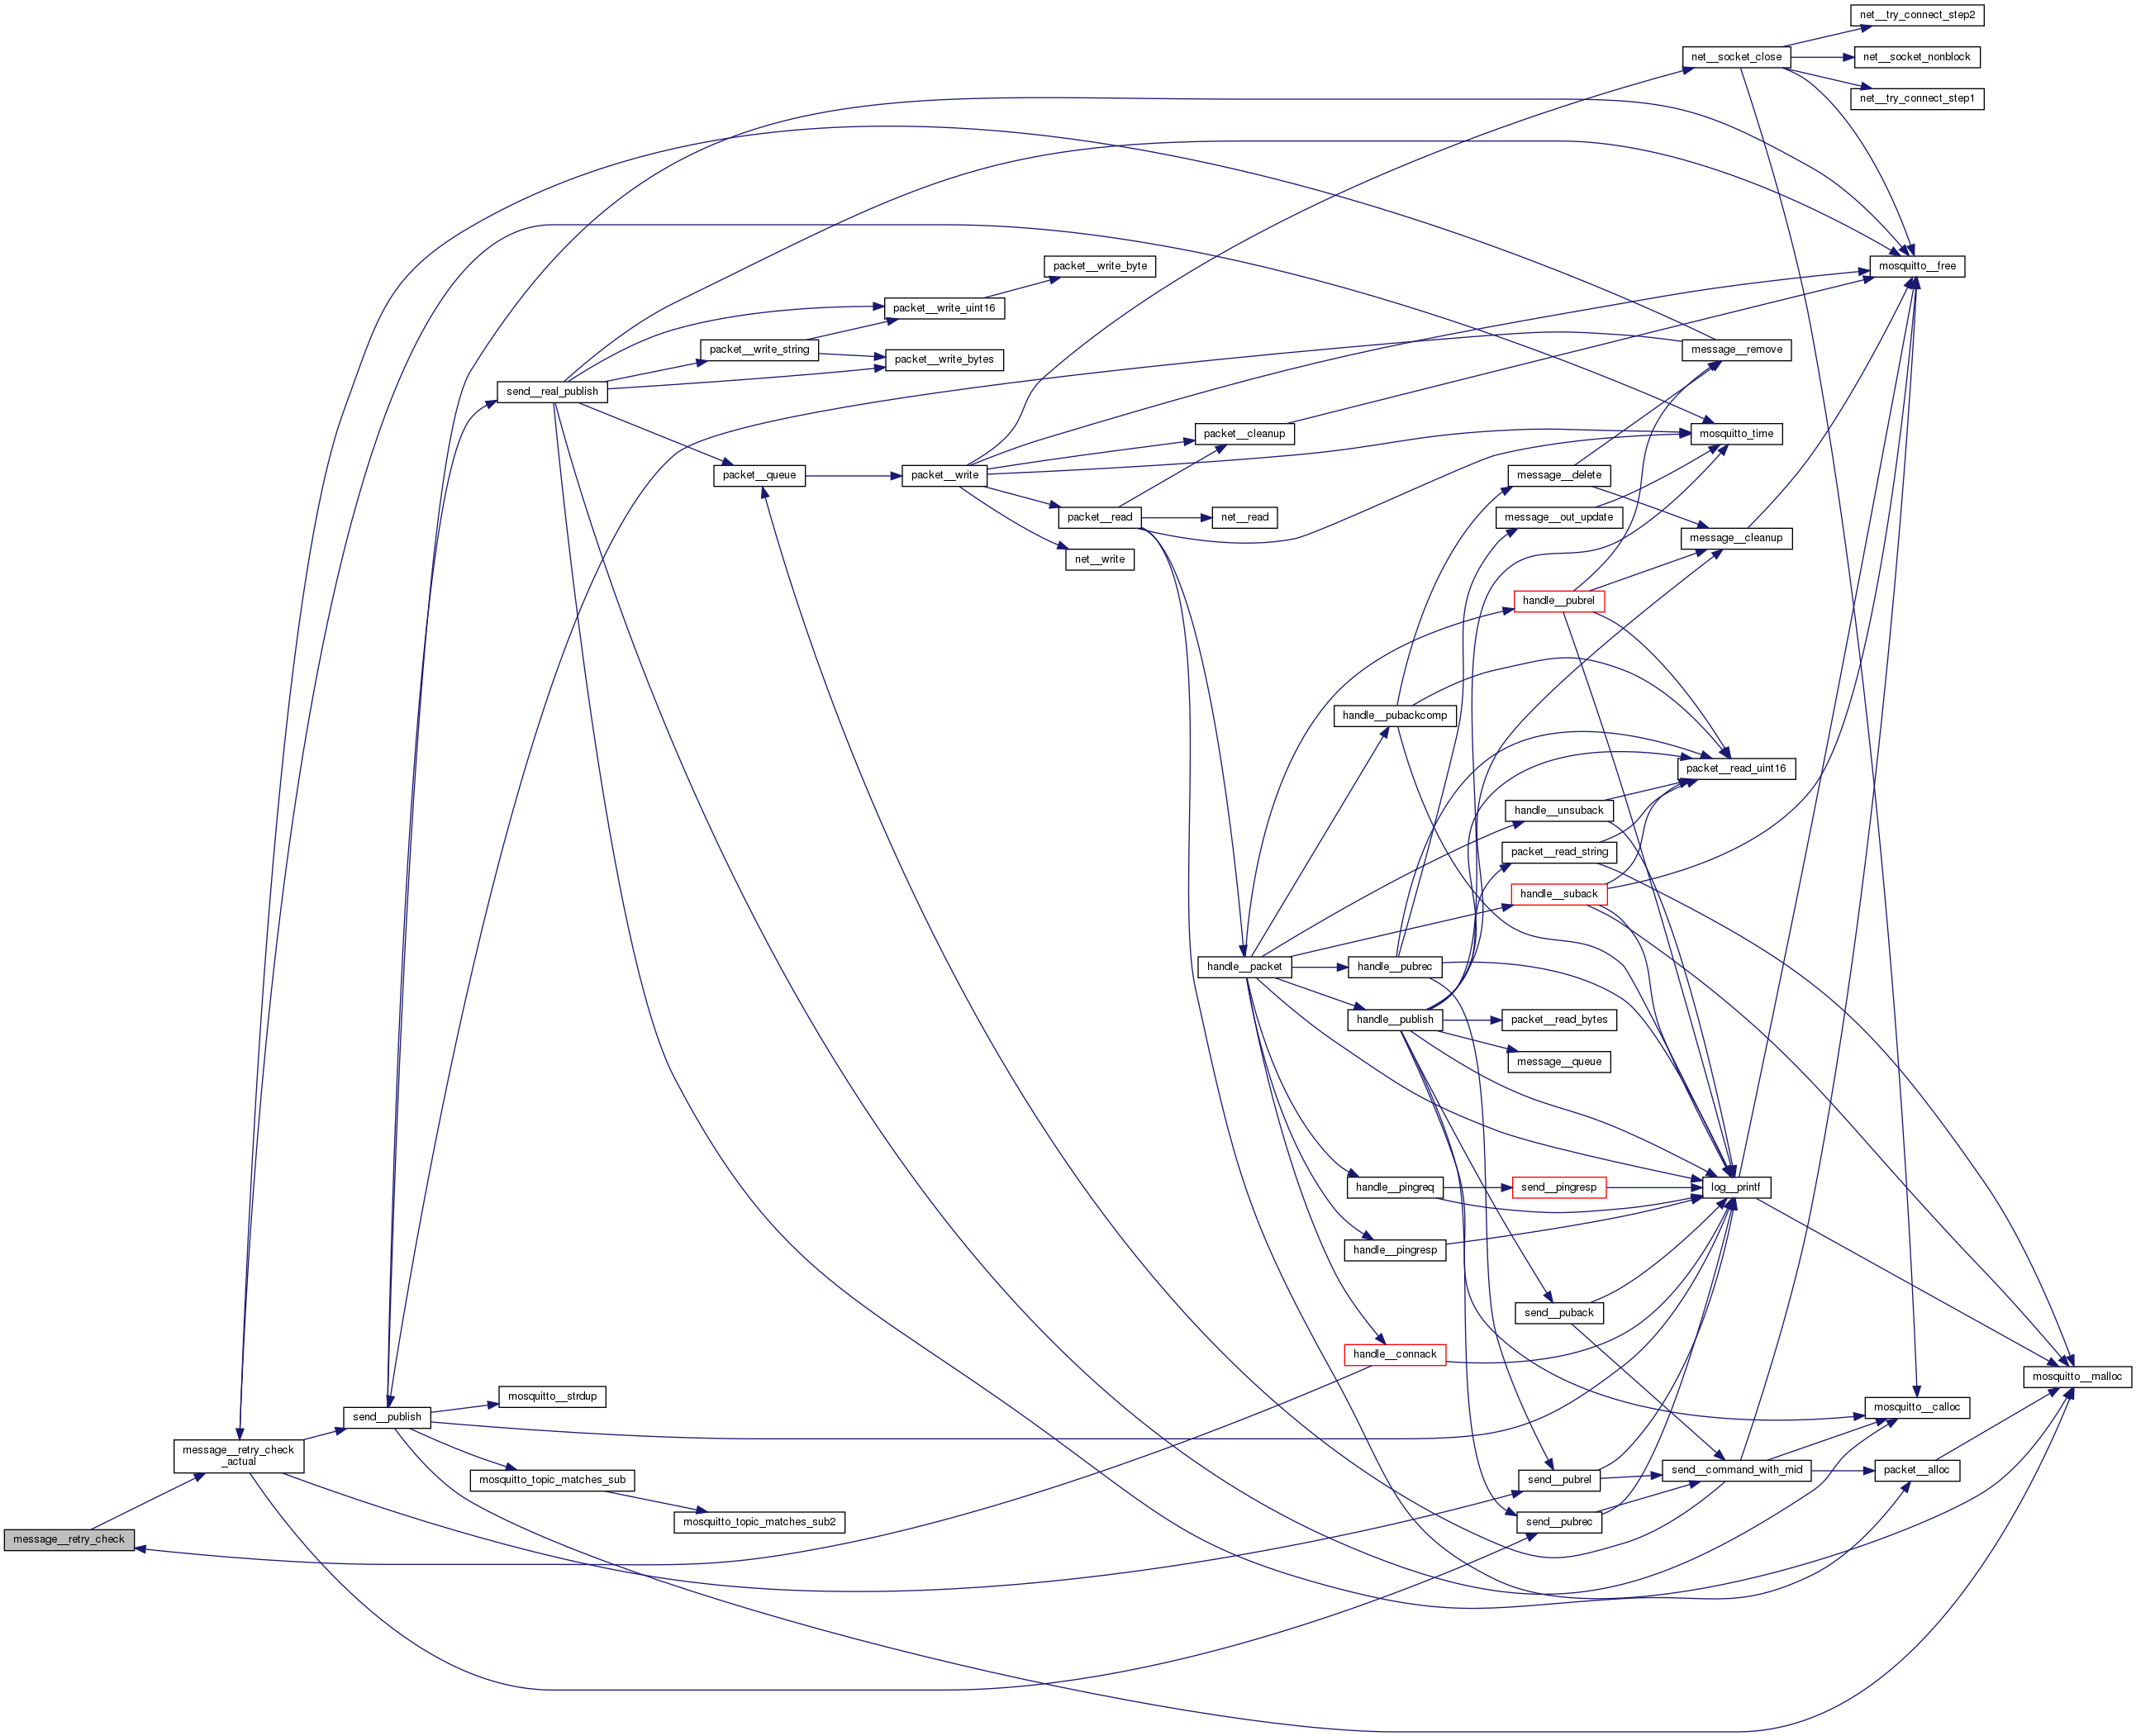 net__try_connect_step2
net__socket_close
net__socket_nonblock
net__try_connect_step1
packet__write_byte
mosquitto__free
packet__write_uint16
packet__write_string
message__remove
packet__write_bytes
send__real_publish
packet__cleanup
mosquitto_time
packet__queue
packet__write
message__delete
packet__read
net__read
message__out_update
message__cleanup
net__write
handle__pubrel
handle__pubackcomp
packet__read_uint16
handle__unsuback
packet__read_string
handle__suback
handle__packet
handle__pubrec
handle__publish
packet__read_bytes
message__queue
handle__pingreq
send__pingresp
log__printf
handle__pingresp
send__puback
handle__connack
mosquitto__malloc
mosquitto__strdup
mosquitto__calloc
send__publish
message__retry_check
_actual
mosquitto_topic_matches_sub
send__pubrel
send__command_with_mid
packet__alloc
mosquitto_topic_matches_sub2
send__pubrec
message__retry_check